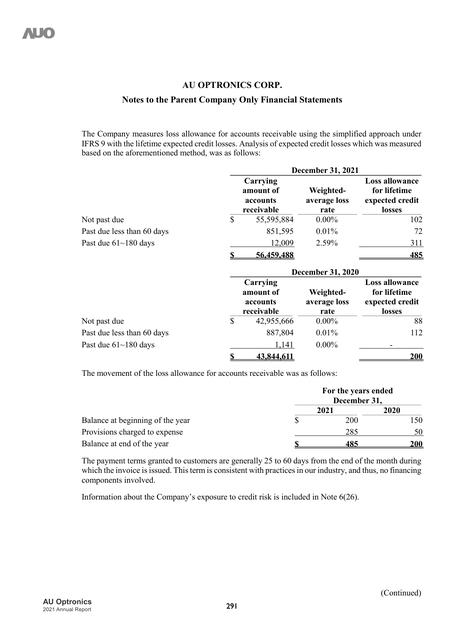 AUO
AU OPTRONICS CORP.
Notes to the Parent Company Only Financial Statements
The Company measures loss allowance for accounts receivable using the simplified approach under
IFRS 9 with the lifetime expected credit losses. Analysis of expected credit losses which was measured
based on the aforementioned method, was as follows:
December 31, 2021
Carrying amount of accounts receivable Weighted-average loss rate Loss allowance for lifetime expected credit losses
Not past due $ 55,595,884 0.00% 102
Past due less than 60 days 851,595 0.01% 72
Past due 61~180 days 12,009 2.59% 311
$ 56,459,488 485
December 31, 2020
Carrying amount of accounts receivable Weighted-average loss rate Loss allowance for lifetime expected credit losses
Not past due $ 42,955,666 0.00% 88
Past due less than 60 days 887,804 0.01% 112
Past due 61~180 days 1,141 0.00% -
$ 43,844,611 200
The movement of the loss allowance for accounts receivable was as follows:
For the years ended
December 31,
2021 2020
Balance at beginning of the year $ 200 150
Provisions charged to expense 285 50
Balance at end of the year $ 485 200
The payment terms granted to customers are generally 25 to 60 days from the end of the month during
which the invoice is issued. This term is consistent with practices in our industry, and thus, no financing
components involved.
Information about the Company's exposure to credit risk is included in Note 6(26).
(Continued)
AU Optronics
2021 Annual Report
291